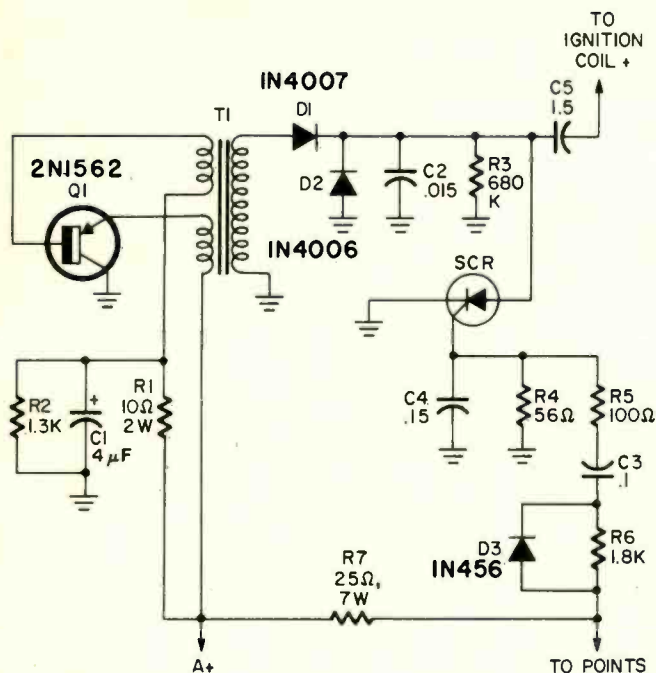 TO
IGNITION
COIL +
C5
1.5
IN4007
D1
T1
2N1562
Q1
D2
C2
.015
R3
680
K
IN4006
SCR
R2
1.3K
C1
4µF
+
R1
10Ω
2W
C4
.15
R4
56Ω
R5
100Ω
C3
.1
D3
IN456
R6
1.8K
R7
25Ω,
7W
A+
TO POINTS